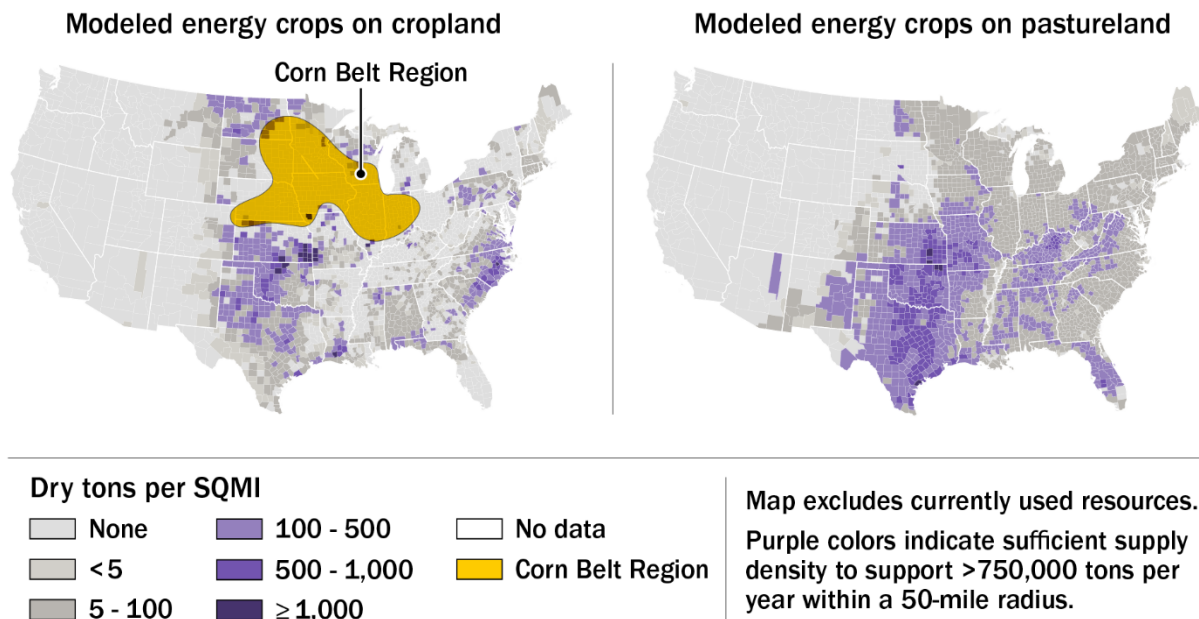 Modeled energy crops on cropland
Modeled energy crops on pastureland
Corn Belt Region
Dry tons per SQMI
None
<5
5 - 100
100 - 500
500 - 1,000
≥ 1,000
No data
Corn Belt Region
Map excludes currently used resources.
Purple colors indicate sufficient supply
density to support >750,000 tons per
year within a 50-mile radius.